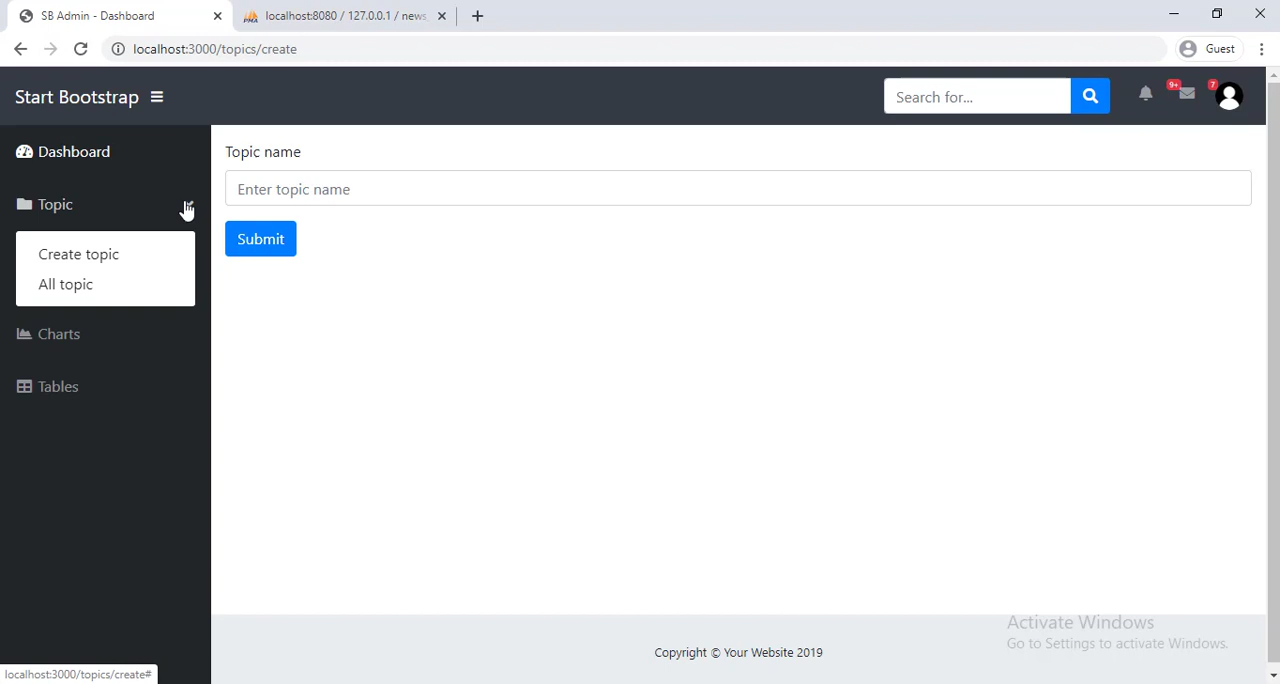 SB Admin - Dashboard
localhost:8080 / 127.0.0.1 / news
localhost:3000/topics/create
Guest
Start Bootstrap
Search for...
9+
7
Dashboard
Topic
Create topic
All topic
Charts
Tables
Topic name
Enter topic name
Submit
Copyright © Your Website 2019
Activate Windows
Go to Settings to activate Windows.
localhost:3000/topics/create#